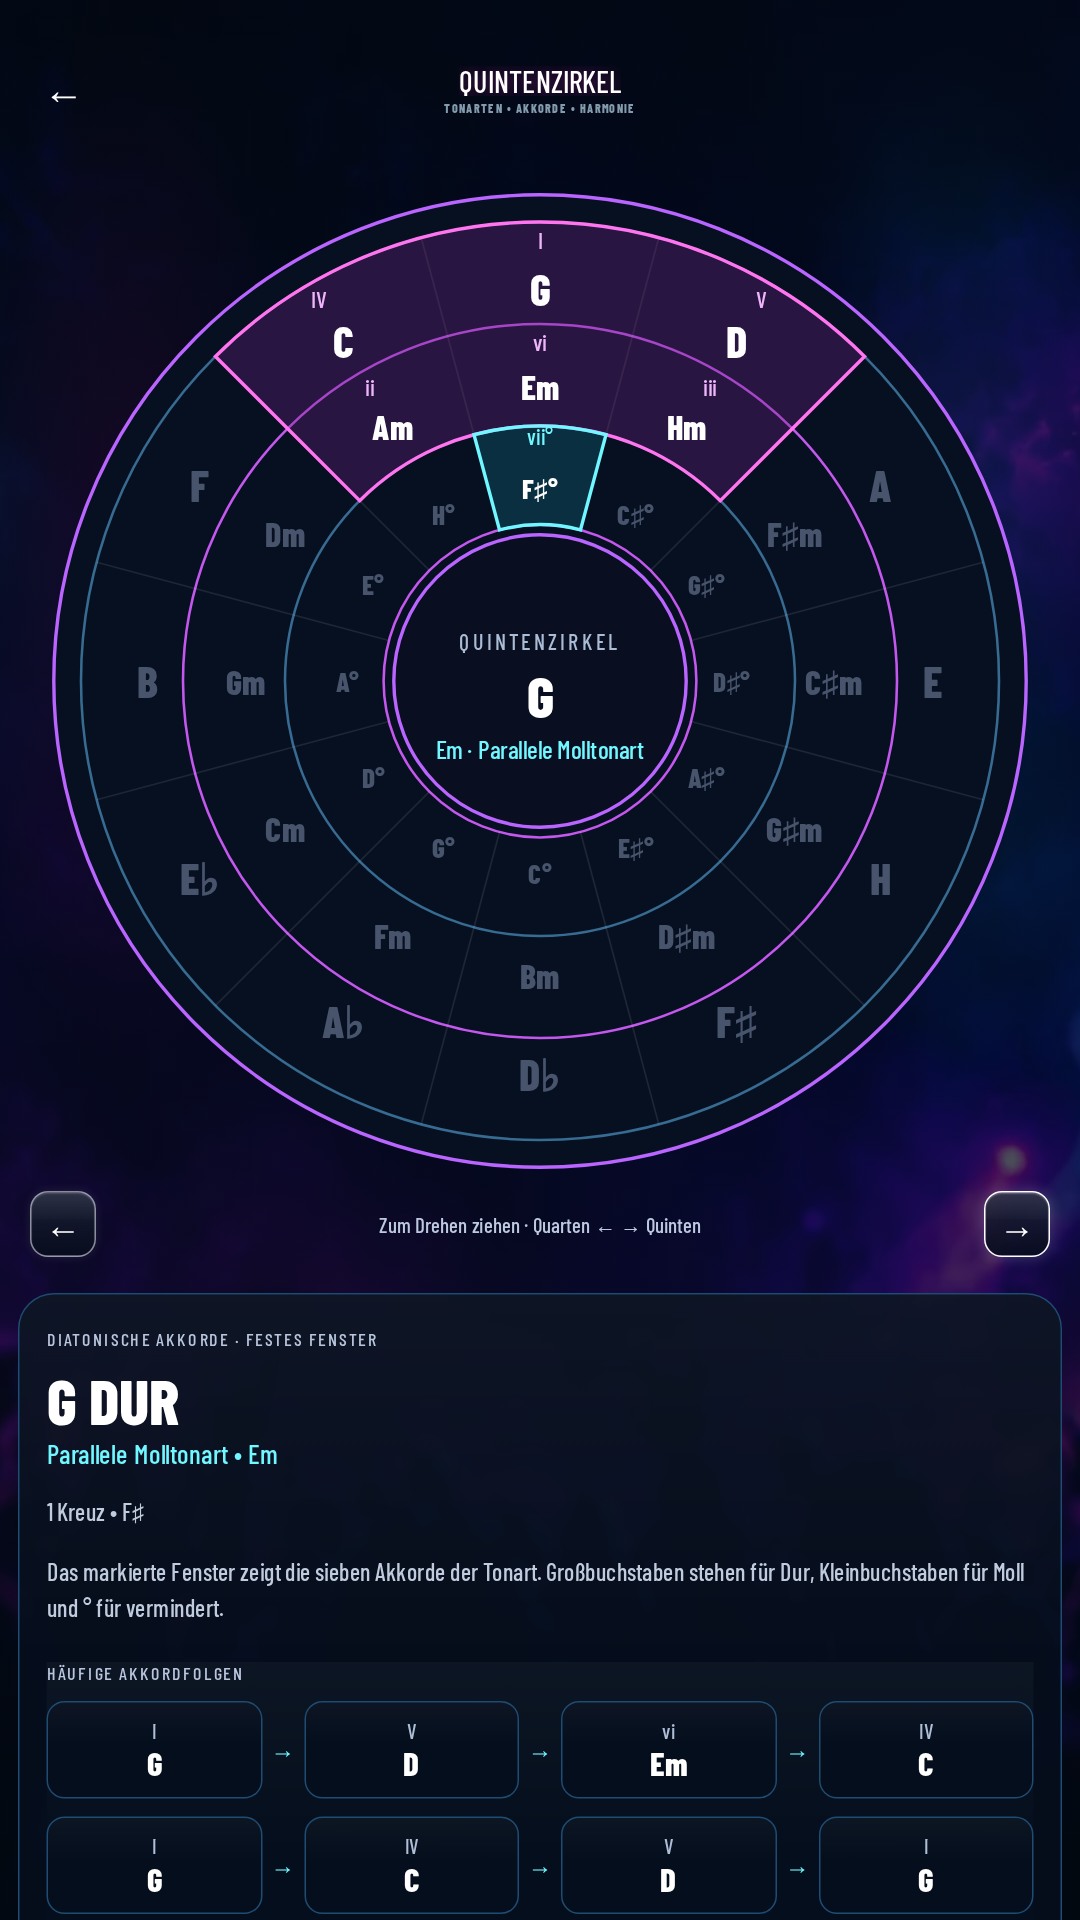 ←
QUINTENZIRKEL
TONARTEN • AKKORDE • HARMONIE
I
G
IV
C
V
D
vi
Em
ii
Am
iii
Hm
vii°
F♯°
F
A
Dm
F♯m
H°
C♯°
E°
G♯°
B
Gm
A°
D♯°
C♯m
E
QUINTENZIRKEL
G
Em · Parallele Molltonart
D°
A♯°
Cm
G♯m
G°
E♯°
C°
E♭
H
Fm
D♯m
Bm
A♭
F♯
D♭
← Zum Drehen ziehen · Quarten ← → Quinten →
DIATONISCHE AKKORDE · FESTES FENSTER
G DUR
Parallele Molltonart • Em
1 Kreuz • F♯
Das markierte Fenster zeigt die sieben Akkorde der Tonart. Großbuchstaben stehen für Dur, Kleinbuchstaben für Moll
und ° für vermindert.
HÄUFIGE AKKORDFOLGEN
I V vi IV
G → D → Em → C
I IV V I
G → C → D → G